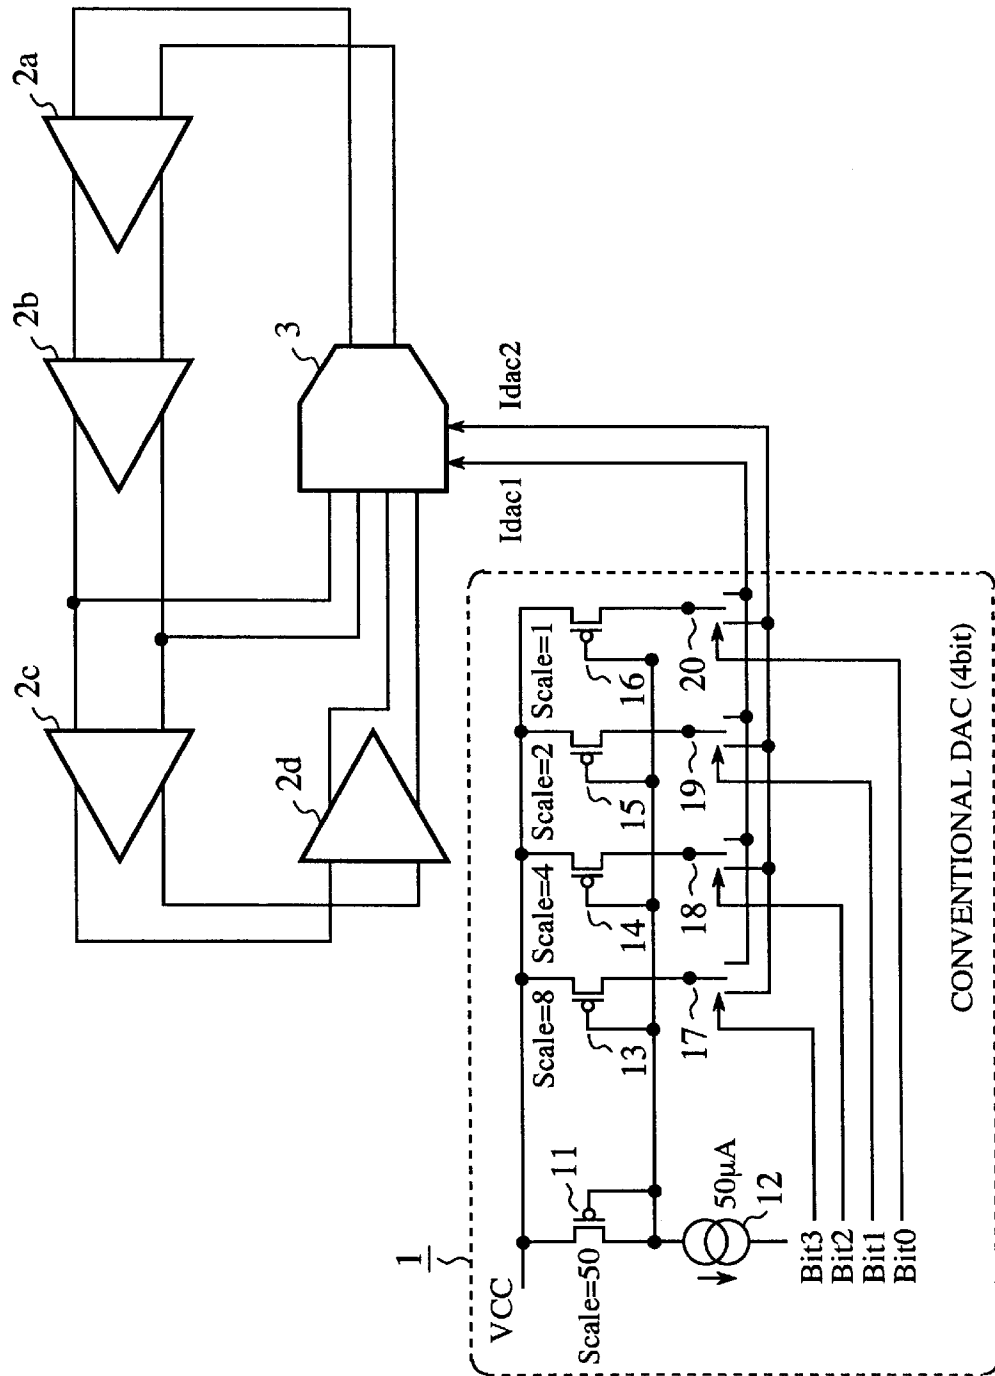 2a
2b
2c
2d
3
Idac1
Idac2
1
VCC
Scale=50
11
50μA
12
Scale=8
13
Scale=4
14
Scale=2
15
Scale=1
16
17
18
19
20
Bit3
Bit2
Bit1
Bit0
CONVENTIONAL DAC (4bit)